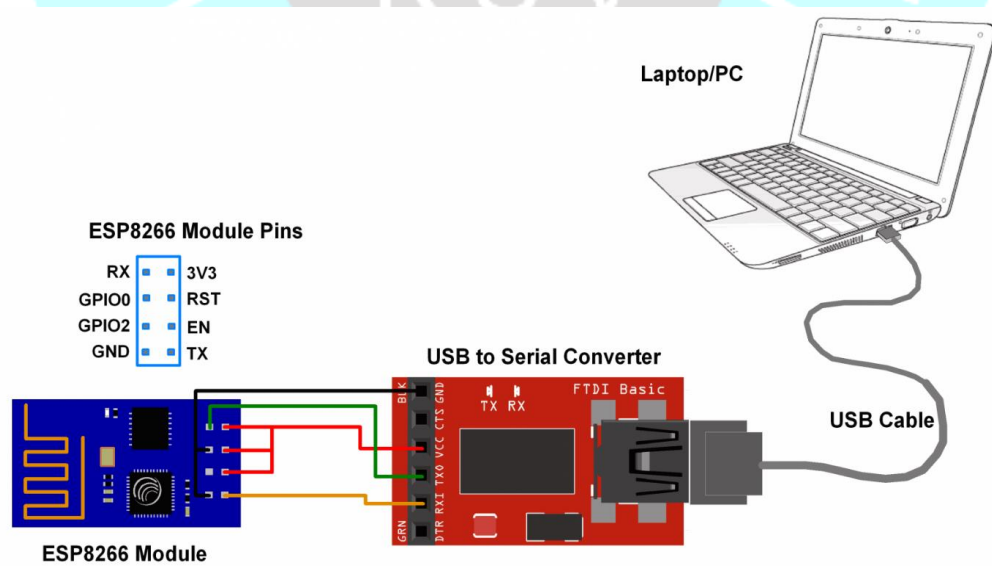 Laptop/PC
ESP8266 Module Pins
RX 3V3
GPIO0 RST
GPIO2 EN
GND TX
USB to Serial Converter
BLK GND
CTS
VCC
TXO
RXI
GRN DTR
TX RX
FTDI Basic
USB Cable
ESP8266 Module